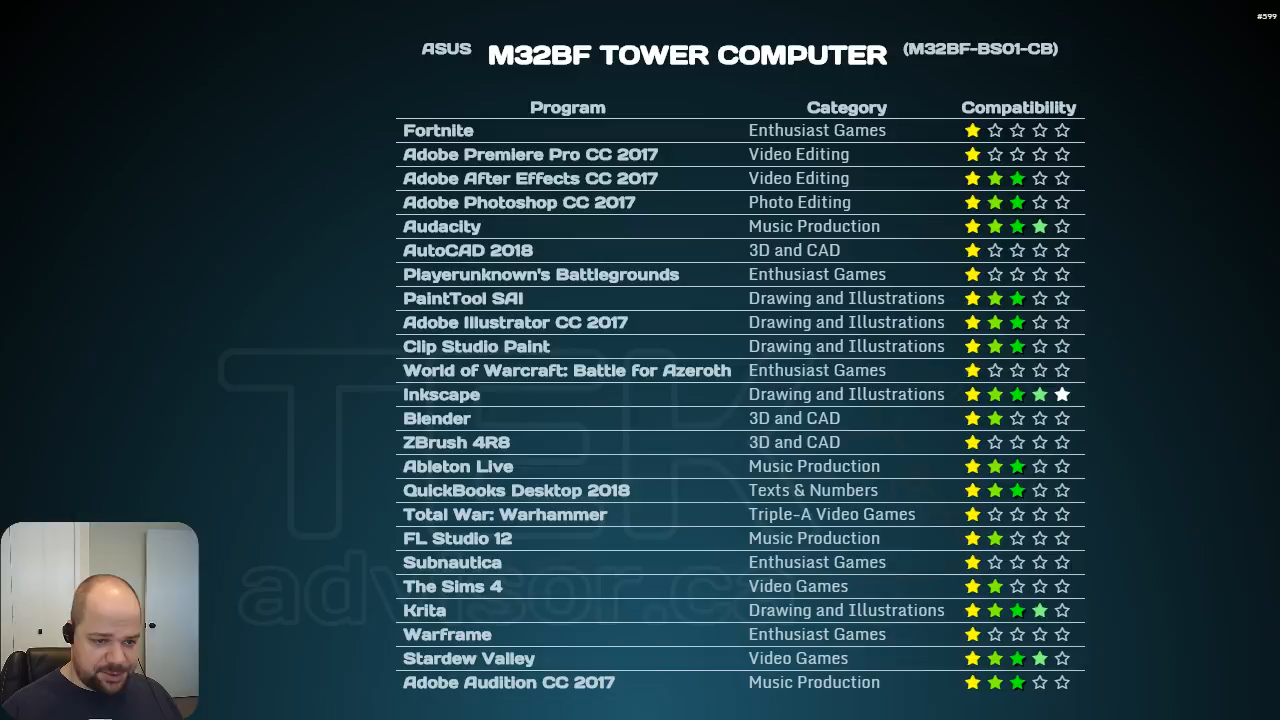 #599
ASUS M32BF TOWER COMPUTER (M32BF-BS01-CB)
Program Category Compatibility
Fortnite Enthusiast Games
Adobe Premiere Pro CC 2017 Video Editing
Adobe After Effects CC 2017 Video Editing
Adobe Photoshop CC 2017 Photo Editing
Audacity Music Production
AutoCAD 2018 3D and CAD
Playerunknown's Battlegrounds Enthusiast Games
PaintTool SAI Drawing and Illustrations
Adobe Illustrator CC 2017 Drawing and Illustrations
Clip Studio Paint Drawing and Illustrations
World of Warcraft: Battle for Azeroth Enthusiast Games
Inkscape Drawing and Illustrations
Blender 3D and CAD
ZBrush 4R8 3D and CAD
Ableton Live Music Production
QuickBooks Desktop 2018 Texts & Numbers
Total War: Warhammer Triple-A Video Games
FL Studio 12 Music Production
Subnautica Enthusiast Games
The Sims 4 Video Games
Krita Drawing and Illustrations
Warframe Enthusiast Games
Stardew Valley Video Games
Adobe Audition CC 2017 Music Production